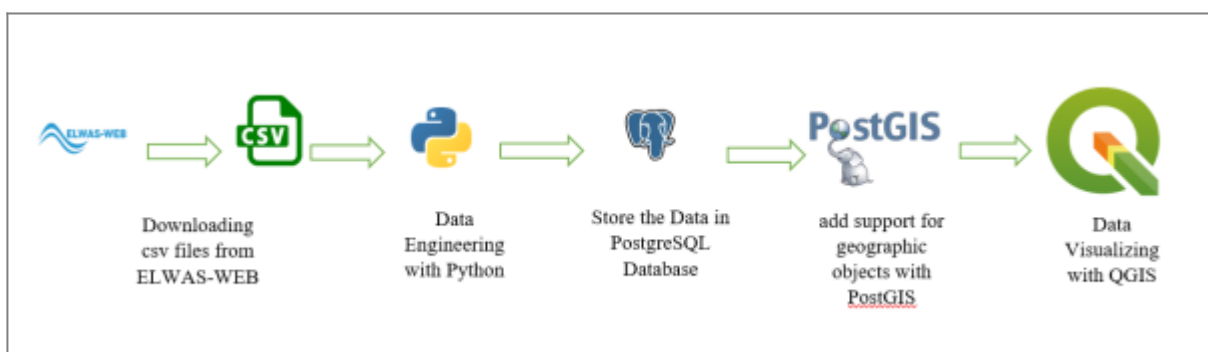 ELWAS-WEB
CSV
PostGIS
Downloading
csv files from
ELWAS-WEB
Data
Engineering
with Python
Store the Data in
PostgreSQL
Database
add support for
geographic
objects with
PostGIS
Data
Visualizing
with QGIS